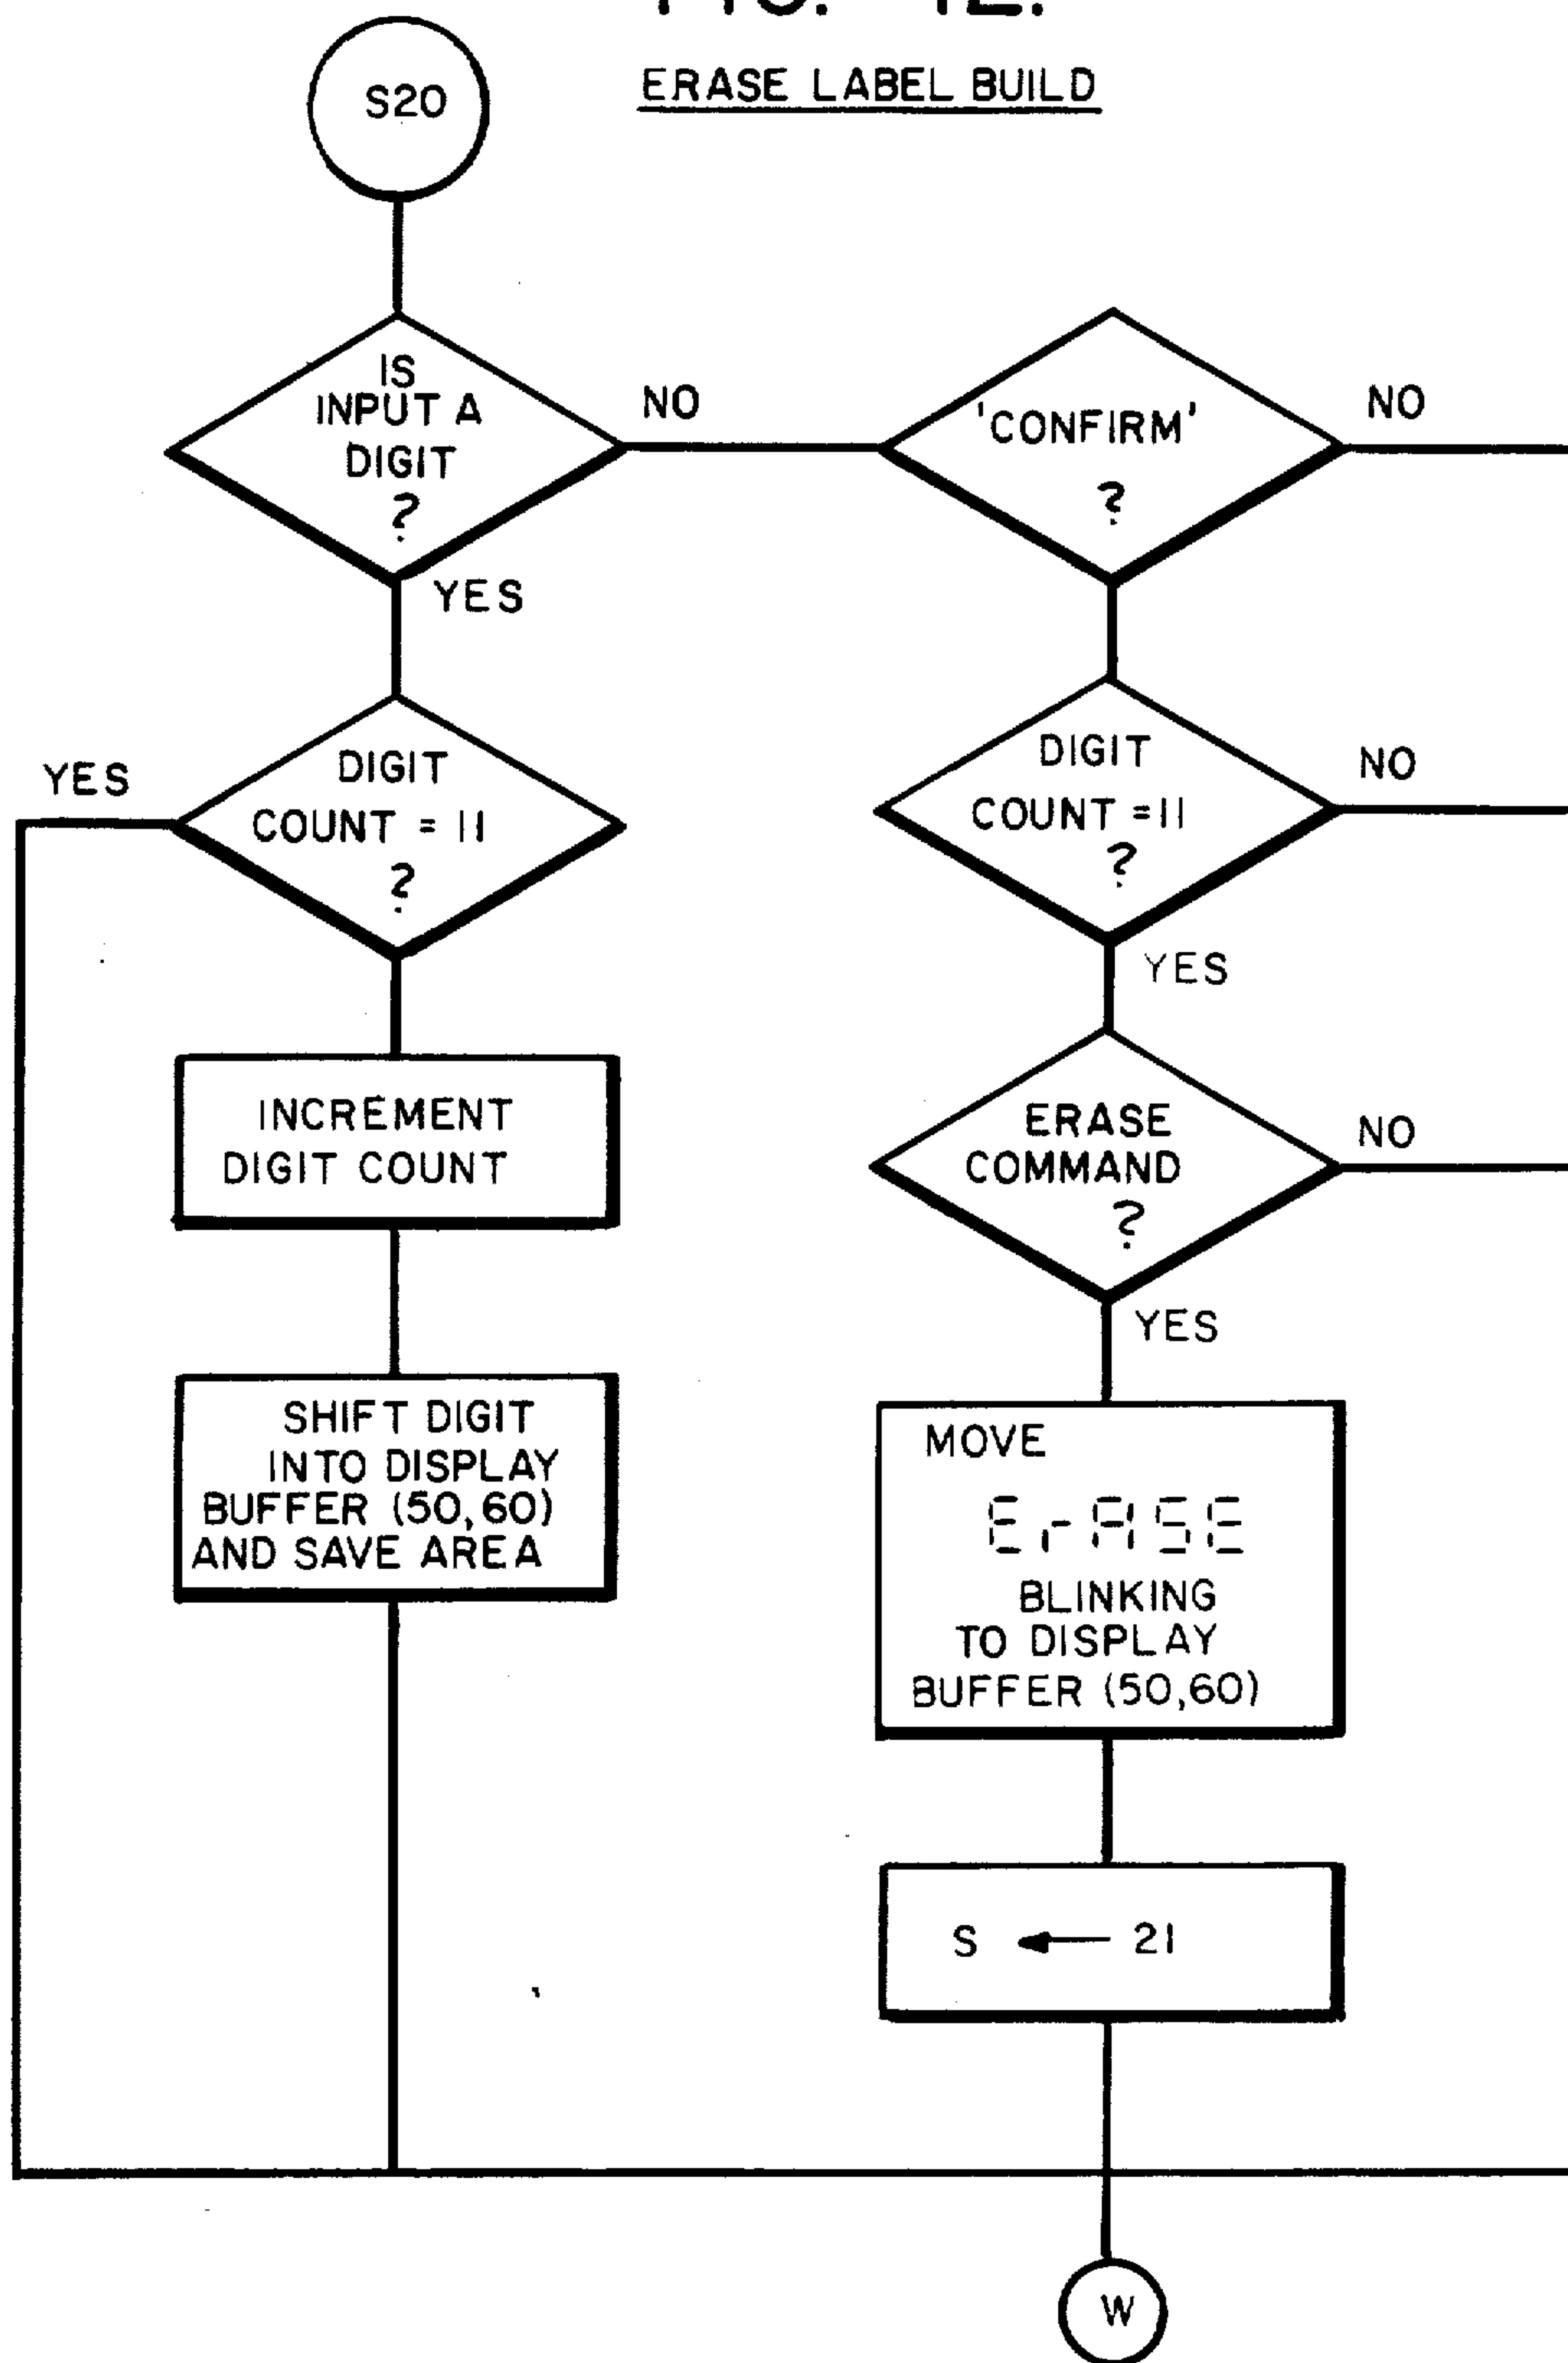 S20
ERASE LABEL BUILD
IS
INPUT A
DIGIT
?
NO
YES
'CONFIRM'
?
NO
YES
DIGIT
COUNT = 11
?
DIGIT
COUNT =11
?
NO
YES
INCREMENT
DIGIT COUNT
ERASE
COMMAND
?
NO
YES
SHIFT DIGIT
INTO DISPLAY
BUFFER (50,60)
AND SAVE AREA
MOVE
ErASE
BLINKING
TO DISPLAY
BUFFER (50,60)
S ← 21
W